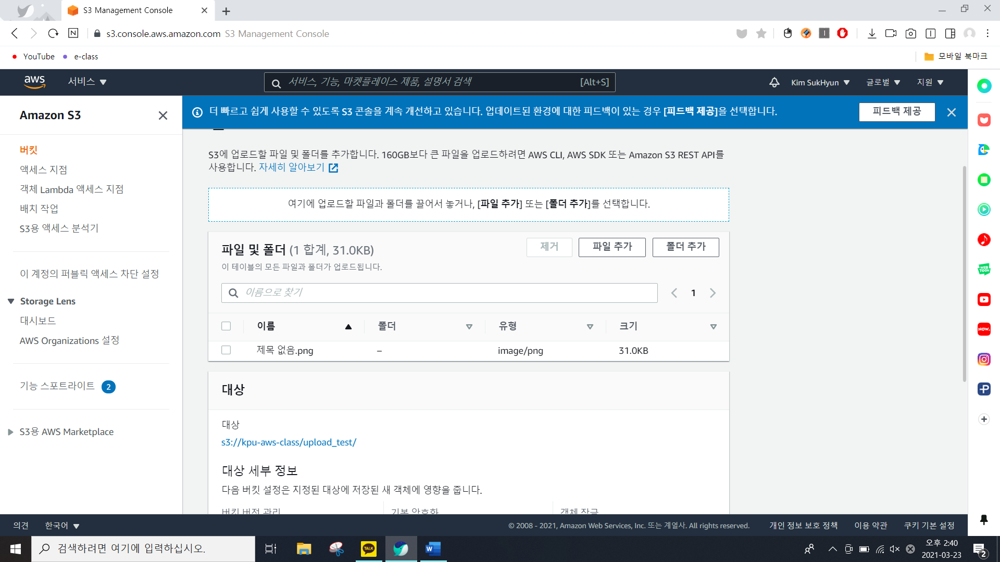 S3 Management Console
s3.console.aws.amazon.com S3 Management Console
YouTube
e-class
모바일 북마크
aws
서비스
서비스, 기능, 마켓플레이스 제품, 설명서 검색
[Alt+S]
Kim SukHyun
글로벌
지원
Amazon S3
더 빠르고 쉽게 사용할 수 있도록 S3 콘솔을 계속 개선하고 있습니다. 업데이트된 환경에 대한 피드백이 있는 경우 [피드백 제공]을 선택합니다.
피드백 제공
버킷
액세스 지점
객체 Lambda 액세스 지점
배치 작업
S3용 액세스 분석기
이 계정의 퍼블릭 액세스 차단 설정
Storage Lens
대시보드
AWS Organizations 설정
기능 스포트라이트 2
S3용 AWS Marketplace
S3에 업로드할 파일 및 폴더를 추가합니다. 160GB보다 큰 파일을 업로드하려면 AWS CLI, AWS SDK 또는 Amazon S3 REST API를
사용합니다. 자세히 알아보기
여기에 업로드할 파일과 폴더를 끌어서 놓거나, [파일 추가] 또는 [폴더 추가]를 선택합니다.
파일 및 폴더 (1 합계, 31.0KB)
제거
파일 추가
폴더 추가
이 테이블의 모든 파일과 폴더가 업로드됩니다.
이름으로 찾기
1
이름
폴더
유형
크기
제목 없음.png
–
image/png
31.0KB
대상
대상
s3://kpu-aws-class/upload_test/
대상 세부 정보
다음 버킷 설정은 지정된 대상에 저장된 새 객체에 영향을 줍니다.
버킷 버전 관리
기본 암호화
객체 잠금
WEB
TOON
NOW.
의견
한국어
© 2008 - 2021, Amazon Web Services, Inc. 또는 계열사. All rights reserved.
개인 정보 보호 정책
이용 약관
쿠키 기본 설정
검색하려면 여기에 입력하십시오.
TALK
오후 2:40
2021-03-23
2